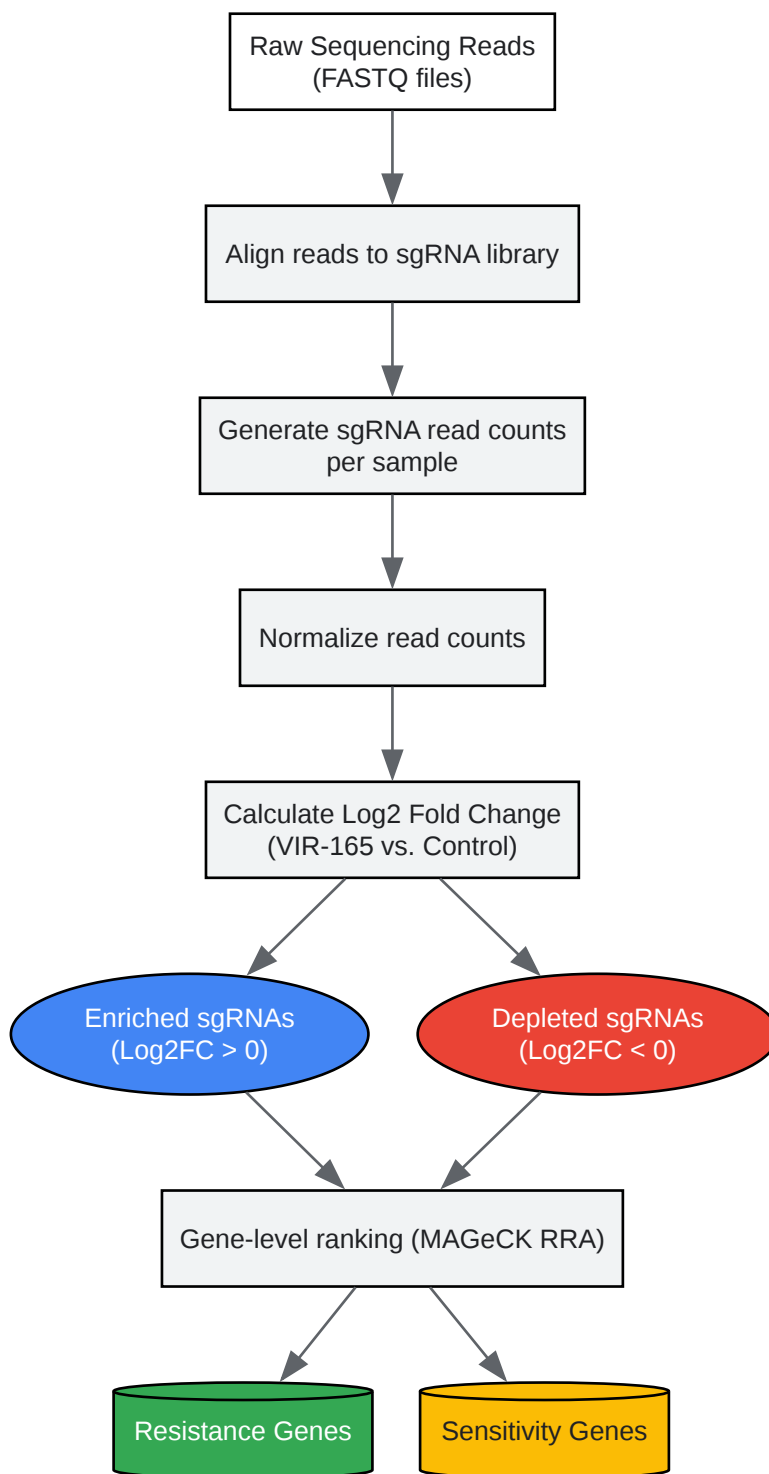 Raw Sequencing Reads
(FASTQ files)
Align reads to sgRNA library
Generate sgRNA read counts
per sample
Normalize read counts
Calculate Log2 Fold Change
(VIR-165 vs. Control)
Enriched sgRNAs
(Log2FC > 0)
Depleted sgRNAs
(Log2FC < 0)
Gene-level ranking (MAGeCK RRA)
Resistance Genes
Sensitivity Genes